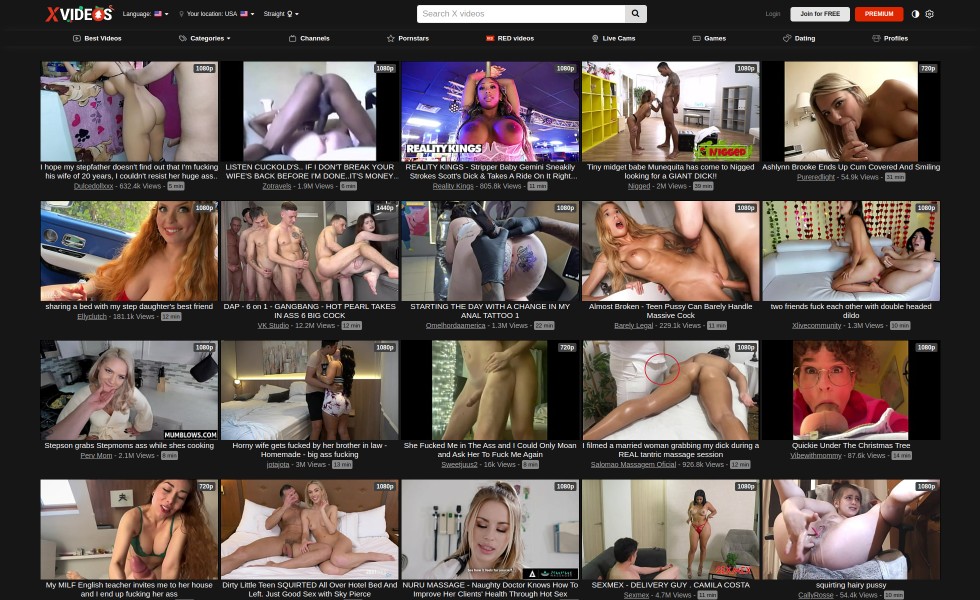 XVIDEOS
Language:
Your location: USA
Straight
Search X videos
Login
Join for FREE
PREMIUM
Best Videos
Categories
Channels
Pornstars
RED videos
Live Cams
Games
Dating
Profiles
1080p
1080p
1080p
1080p
720p
REALITY KINGS
NIGGED
I hope my stepfather doesn't find out that I'm fucking
his wife of 20 years, I couldn't resist her huge ass..
Dulcedollxxx - 632.4k Views - 5 min
LISTEN CUCKOLD'S.. IF I DON'T BREAK YOUR
WIFE'S BACK BEFORE I'M DONE..IT'S MONEY...
Zotravels - 1.9M Views - 6 min
REALITY KINGS - Stripper Baby Gemini Sneakily
Strokes Scott's Dick & Takes A Ride On It Right...
Reality Kings - 805.8k Views - 11 min
Tiny midget babe Munequita has come to Nigged
looking for a GIANT DICK!!
Nigged - 2M Views - 39 min
Ashlynn Brooke Ends Up Cum Covered And Smiling
Pureredlight - 54.9k Views - 31 min
1080p
1440p
1080p
1080p
1080p
sharing a bed with my step daughter's best friend
Ellyclutch - 181.1k Views - 12 min
DAP - 6 on 1 - GANGBANG - HOT PEARL TAKES
IN ASS 6 BIG COCK
VK Studio - 12.2M Views - 12 min
STARTING THE DAY WITH A CHANGE IN MY
ANAL TATTOO 1
Omelhordaamerica - 1.3M Views - 22 min
Almost Broken - Teen Pussy Can Barely Handle
Massive Cock
Barely Legal - 229.1k Views - 11 min
two friends fuck each other with double headed
dildo
Xlivecommunity - 1.3M Views - 10 min
1080p
1080p
720p
1080p
1080p
MUMBLOWS.COM
Stepson grabs Stepmoms ass while shes cooking
Perv Mom - 2.1M Views - 8 min
Horny wife gets fucked by her brother in law -
Homemade - big ass fucking
jotajota - 3M Views - 13 min
She Fucked Me in The Ass and I Could Only Moan
and Ask Her To Fuck Me Again
Sweetjuus2 - 16k Views - 9 min
I filmed a married woman grabbing my dick during a
REAL tantric massage session
Salomao Massagem Oficial - 926.8k Views - 12 min
Quickie Under The Christmas Tree
Vibewithmommy - 87.6k Views - 14 min
720p
1080p
1080p
1080p
1080p
My MILF English teacher invites me to her house
and I end up fucking her ass
Dirty Little Teen SQUIRTED All Over Hotel Bed And
Left. Just Good Sex with Sky Pierce
NURU MASSAGE - Naughty Doctor Knows How To
Improve Her Clients' Health Through Hot Sex
SEXMEX - DELIVERY GUY . CAMILA COSTA
Sexmex - 4.7M Views - 11 min
squirting hairy pussy
CallyRosse - 54.4k Views - 10 min